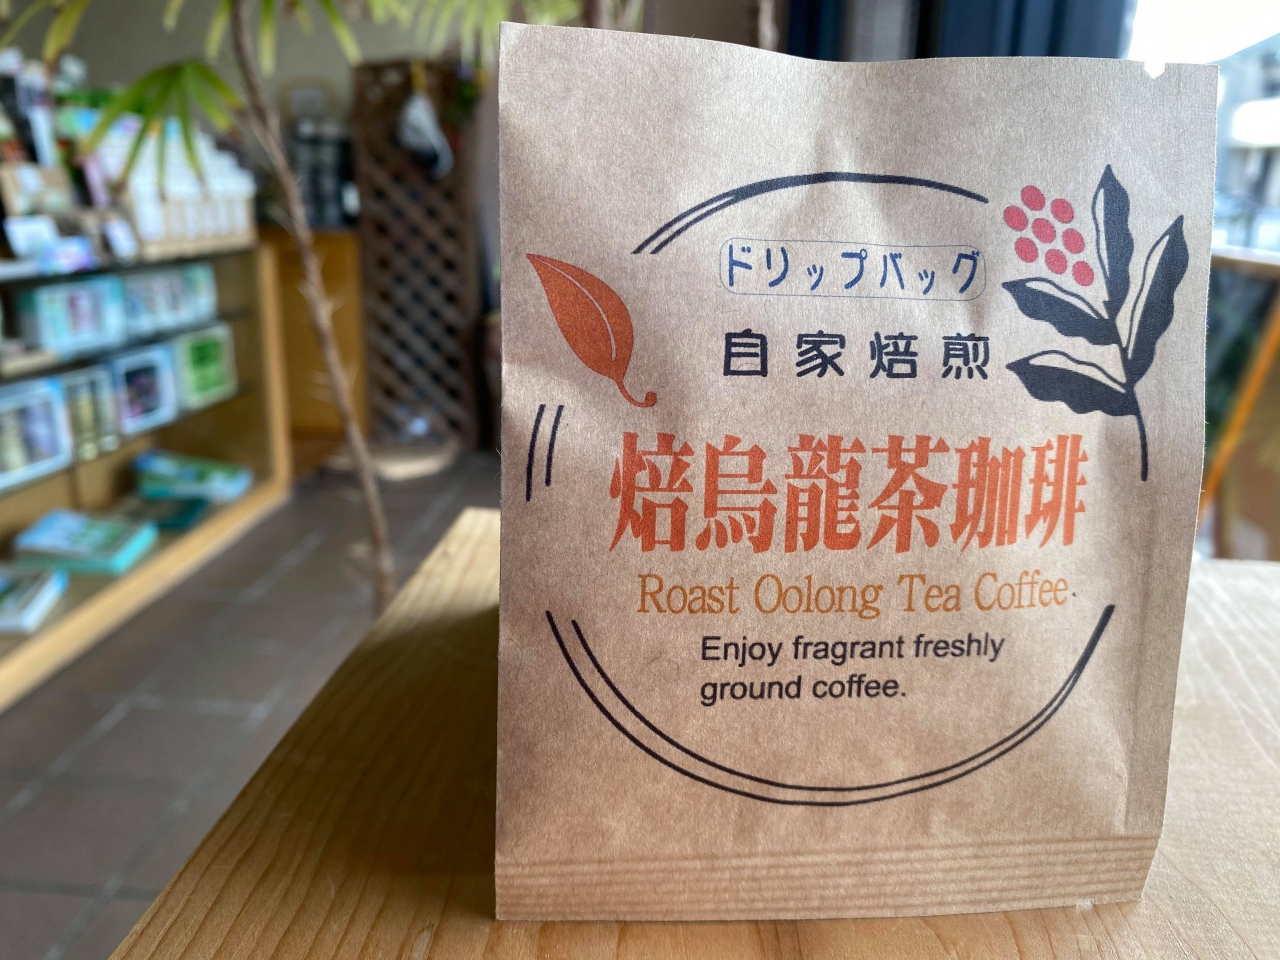 ドリップバッグ
自家焙煎
焙烏龍茶珈琲
Roast Oolong Tea Coffee
Enjoy fragrant freshly
ground coffee.